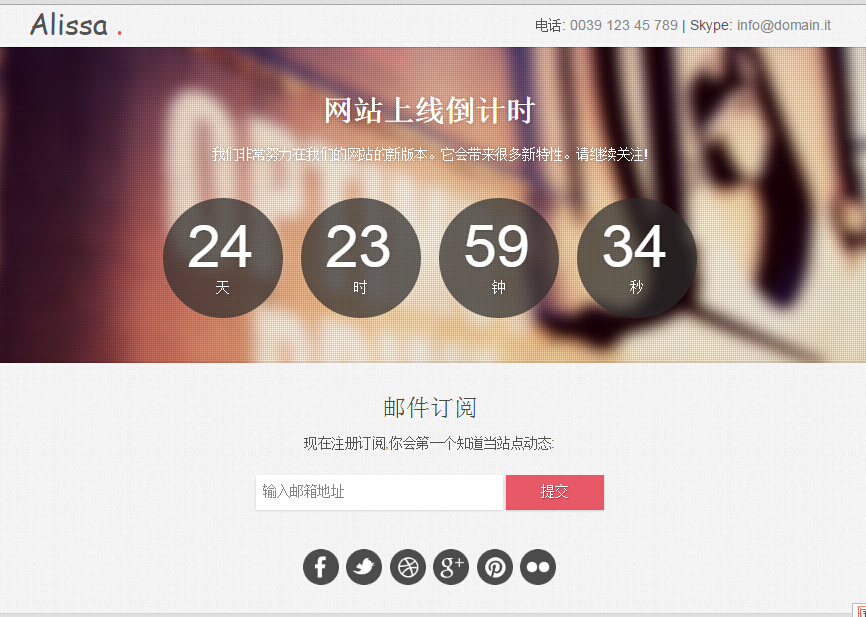 Alissa .
电话: 0039 123 45 789 | Skype: info@domain.it
网站上线倒计时
我们非常努力在我们的网站的新版本。它会带来很多新特性。请继续关注!
24 23 59 34
天 时 钟 秒
邮件订阅
现在注册订阅,你会第一个知道当站点动态:
输入邮箱地址 提交